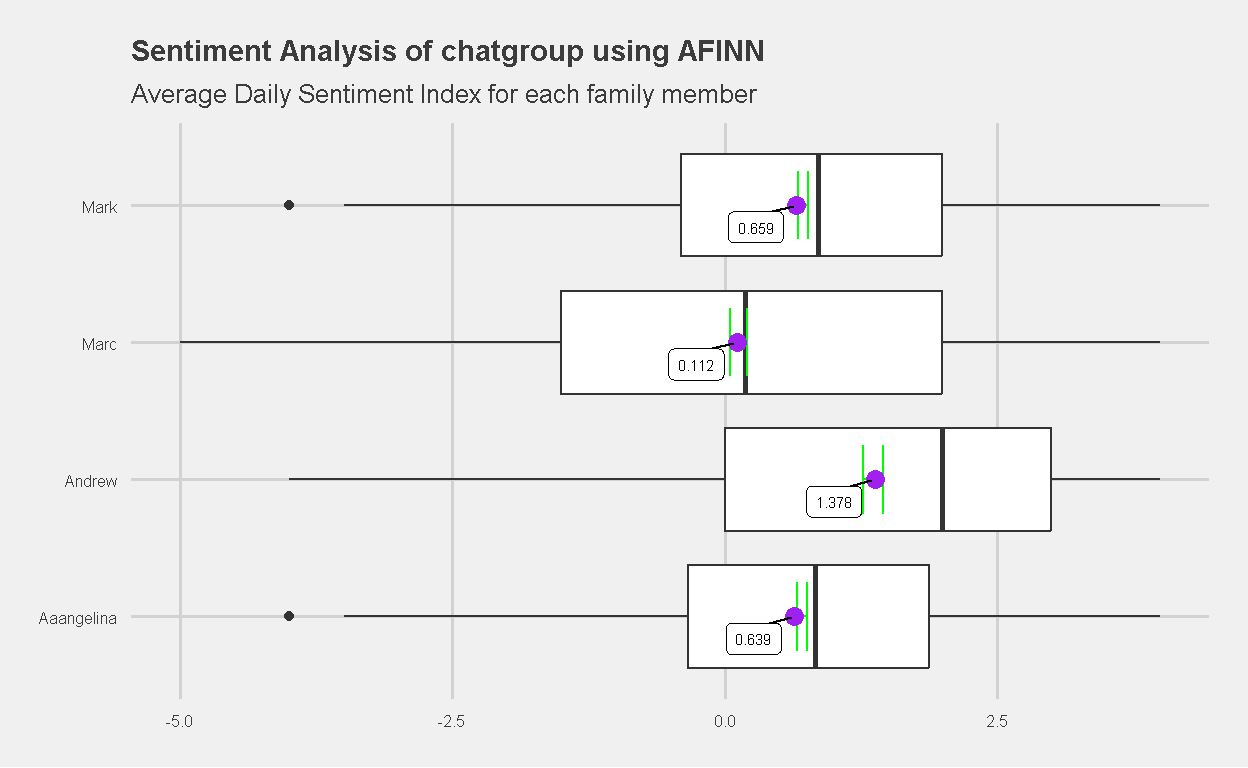 Sentiment Analysis of chatgroup using AFINN
Average Daily Sentiment Index for each family member
Mark
0.659
Marc
0.112
Andrew
1.378
Aaangelina
0.639
-5.0 -2.5 0.0 2.5